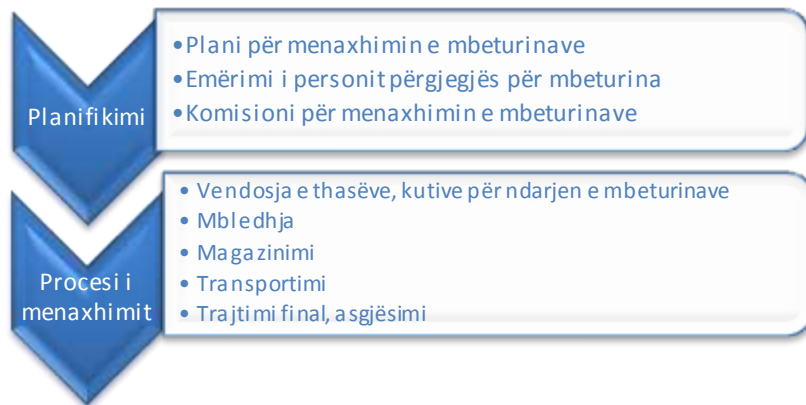 Planifikimi
•Plani për menaxhimin e mbeturinave
•Emërimi i personit përgjegjës për mbeturina
•Komisioni për menaxhimin e mbeturinave
Procesi i
menaxhimit
• Vendosja e thasëve, kutive për ndarjen e mbeturinave
• Mbledhja
• Magazinimi
• Transportimi
• Trajtimi final, asgjësimi